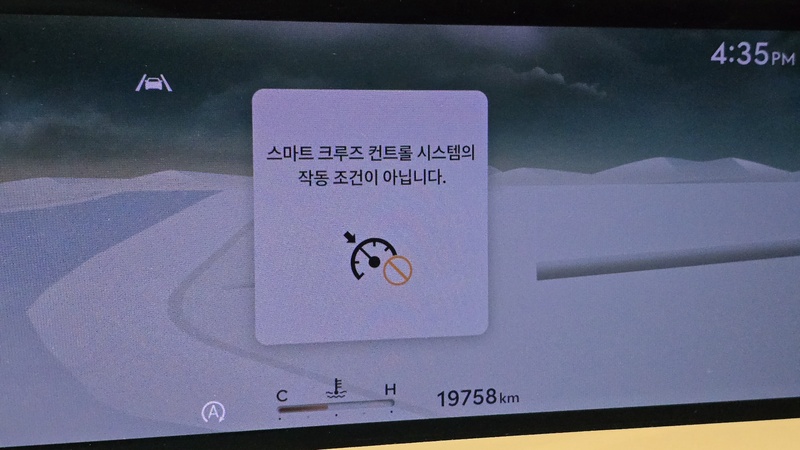 4:35PM
스마트 크루즈 컨트롤 시스템의
작동 조건이 아닙니다.
C H
A
19758km